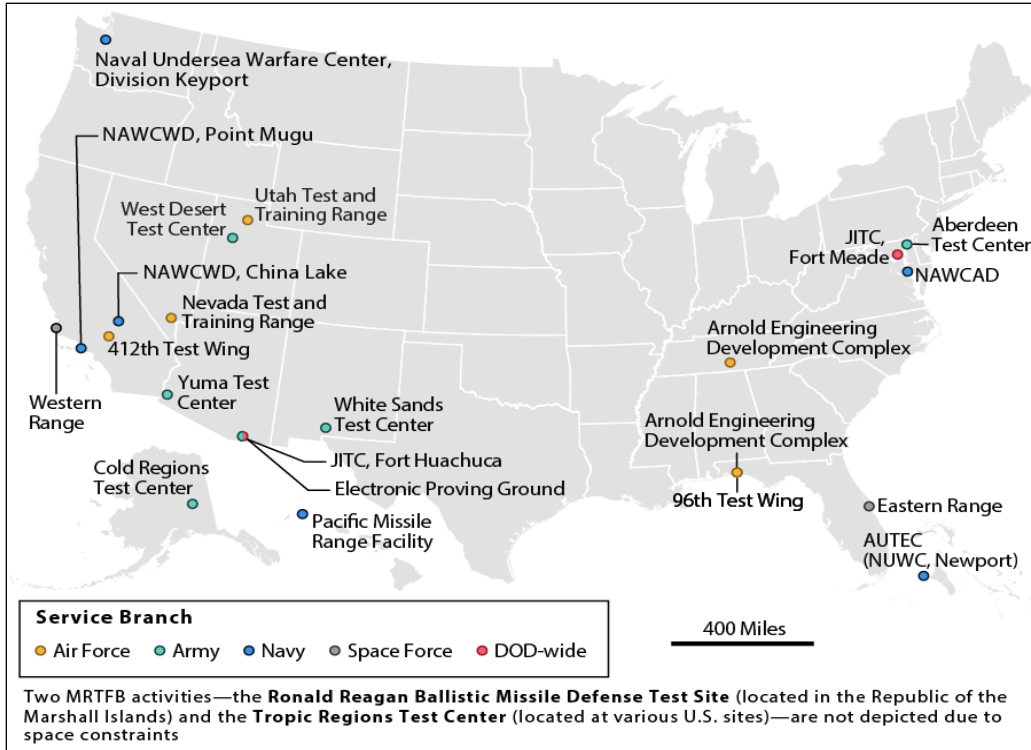 Naval Undersea Warfare Center,
Division Keyport
NAWCWD, Point Mugu
Utah Test and
Training Range
West Desert
Test Center
NAWCWD, China Lake
Nevada Test and
Training Range
412th Test Wing
Western
Range
Yuma Test
Center
White Sands
Test Center
JITC, Fort Huachuca
Electronic Proving Ground
Cold Regions
Test Center
Pacific Missile
Range Facility
Aberdeen
Test Center
JITC,
Fort Meade
NAWCAD
Arnold Engineering
Development Complex
Arnold Engineering
Development Complex
96th Test Wing
Eastern Range
AUTEC
(NUWC, Newport)
Service Branch
Air Force
Army
Navy
Space Force
DOD-wide
400 Miles
Two MRTFB activities—the Ronald Reagan Ballistic Missile Defense Test Site (located in the Republic of the
Marshall Islands) and the Tropic Regions Test Center (located at various U.S. sites)—are not depicted due to
space constraints